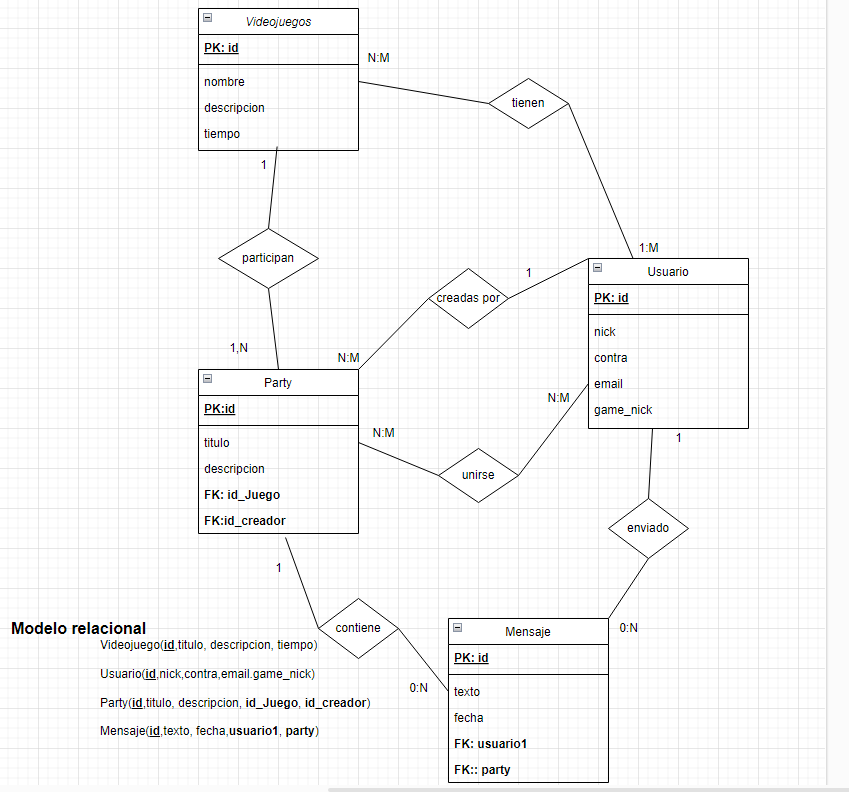 Videojuegos
PK: id
N:M
nombre
descripcion
tiempo
tienen
1
participan
1:M
1
Usuario
PK: id
nick
contra
email
game_nick
creadas por
1,N
N:M
Party
PK:id
titulo
descripcion
FK: id_Juego
FK:id_creador
N:M
N:M
unirse
1
enviado
1
contiene
0:N
0:N
Mensaje
PK: id
texto
fecha
FK: usuario1
FK:: party
Modelo relacional
Videojuego(id,titulo, descripcion, tiempo)
Usuario(id,nick,contra,email.game_nick)
Party(id,titulo, descripcion, id_Juego, id_creador)
Mensaje(id,texto, fecha,usuario1, party)